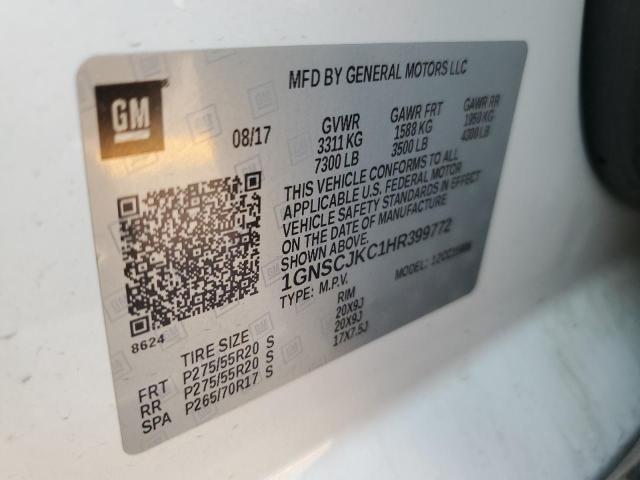 MFD BY GENERAL MOTORS LLC
GM
08/17
GVWR
3311 KG
7300 LB
GAWR FRT
1588 KG
3500 LB
GAWR RR
1950 KG
4300 LB
THIS VEHICLE CONFORMS TO ALL
APPLICABLE U.S. FEDERAL MOTOR
VEHICLE SAFETY STANDARDS IN EFFECT
ON THE DATE OF MANUFACTURE
SHOWN ABOVE.
1GNSCJKC1HR399772
TYPE: M.P.V.
MODEL:
8624
TIRE SIZE
RIM
FRT P275/55R20 S 20X9J
RR P275/55R20 S 20X9J
SPA P265/70R17 S 17X7.5J